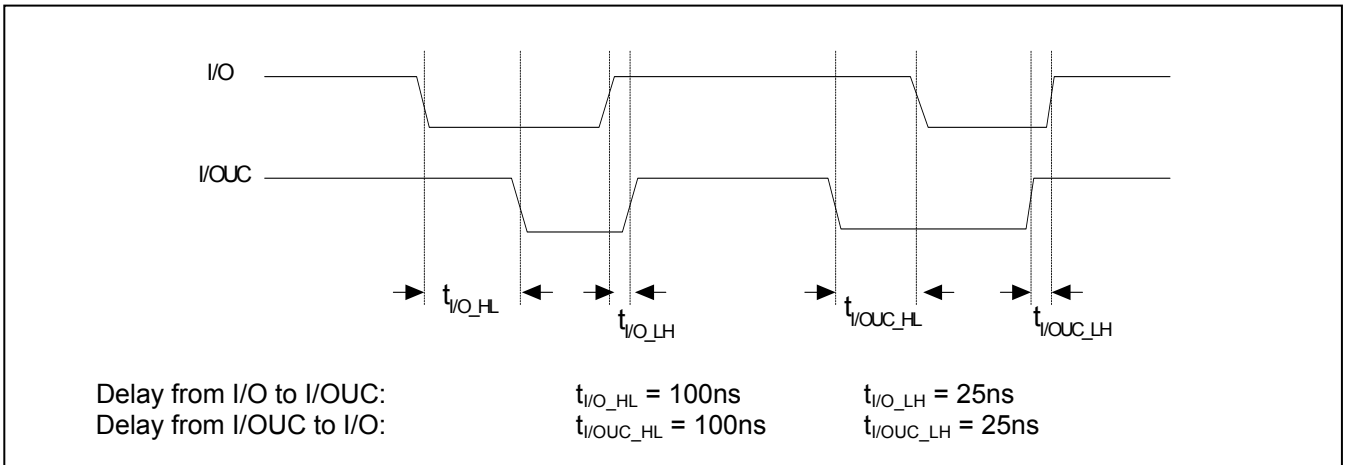 I/O
I/OUC
tI/O_HL
tI/O_LH
tI/OUC_HL
tI/OUC_LH
Delay from I/O to I/OUC: tI/O_HL = 100ns tI/O_LH = 25ns
Delay from I/OUC to I/O: tI/OUC_HL = 100ns tI/OUC_LH = 25ns